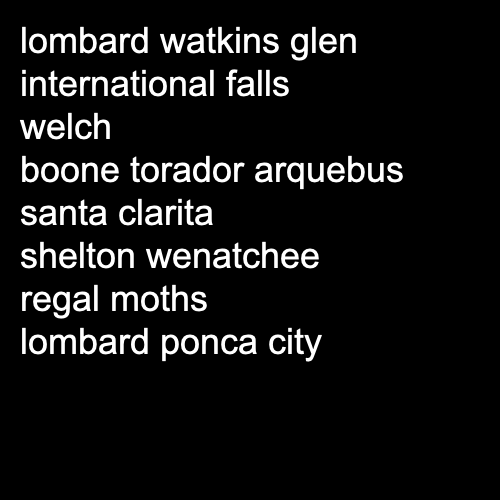 lombard watkins glen
international falls
welch
boone torador arquebus
santa clarita
shelton wenatchee
regal moths
lombard ponca city